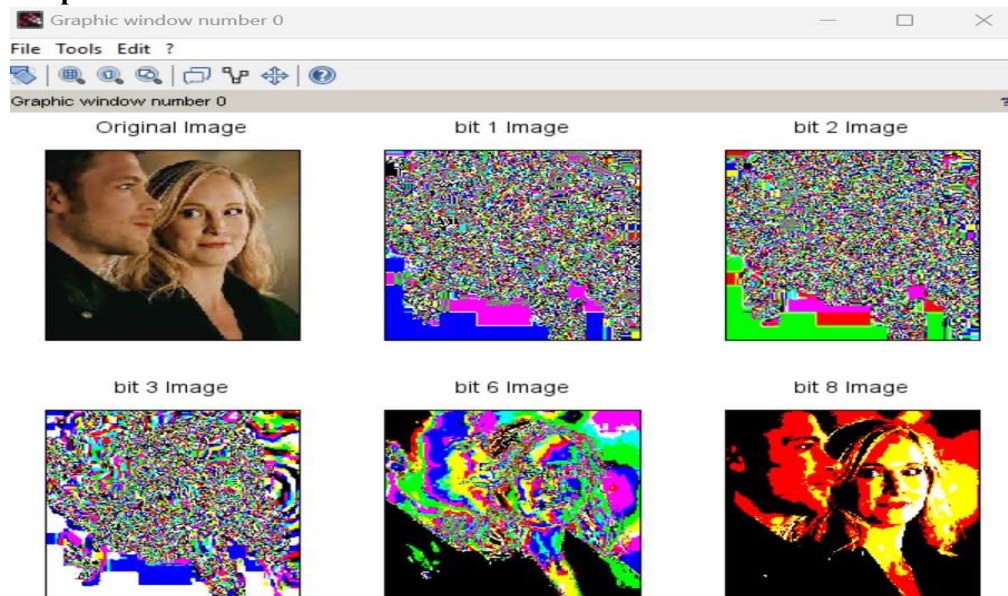 Graphic window number 0
File Tools Edit ?
Graphic window number 0
Original Image bit 1 Image bit 2 Image
bit 3 Image bit 6 Image bit 8 Image